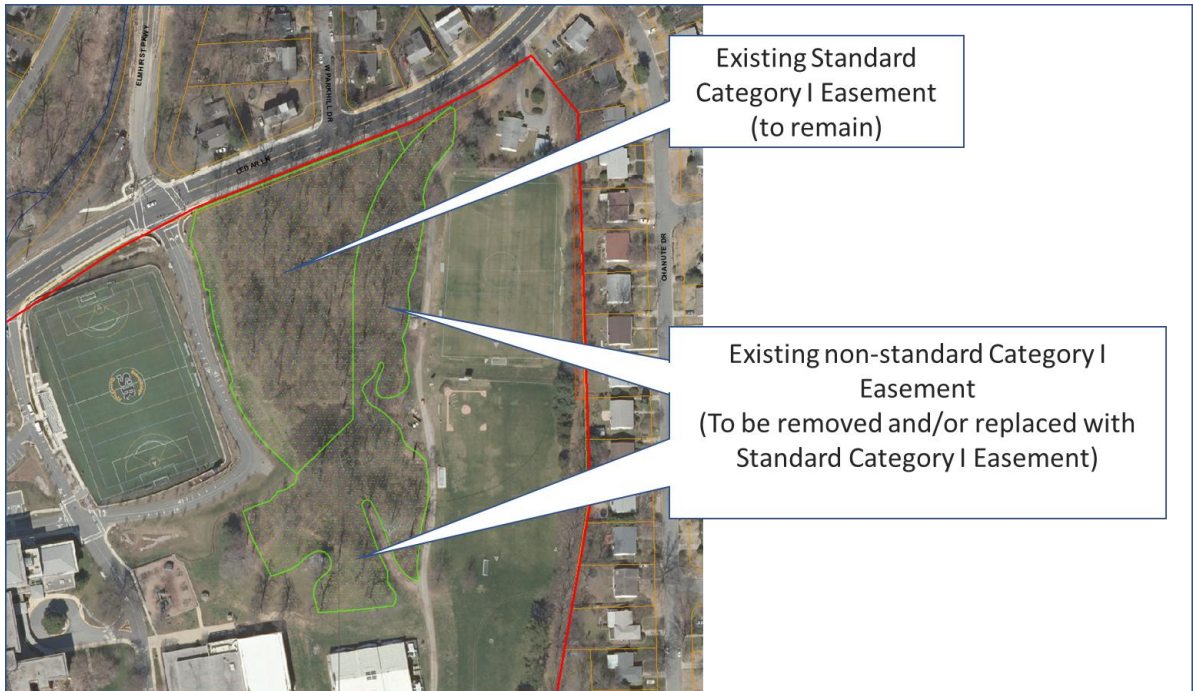 ELMHIRST PKWY
W PARKHILL DR
CEDAR LN
CHANUTE DR
Existing Standard
Category I Easement
(to remain)
Existing non-standard Category I
Easement
(To be removed and/or replaced with
Standard Category I Easement)